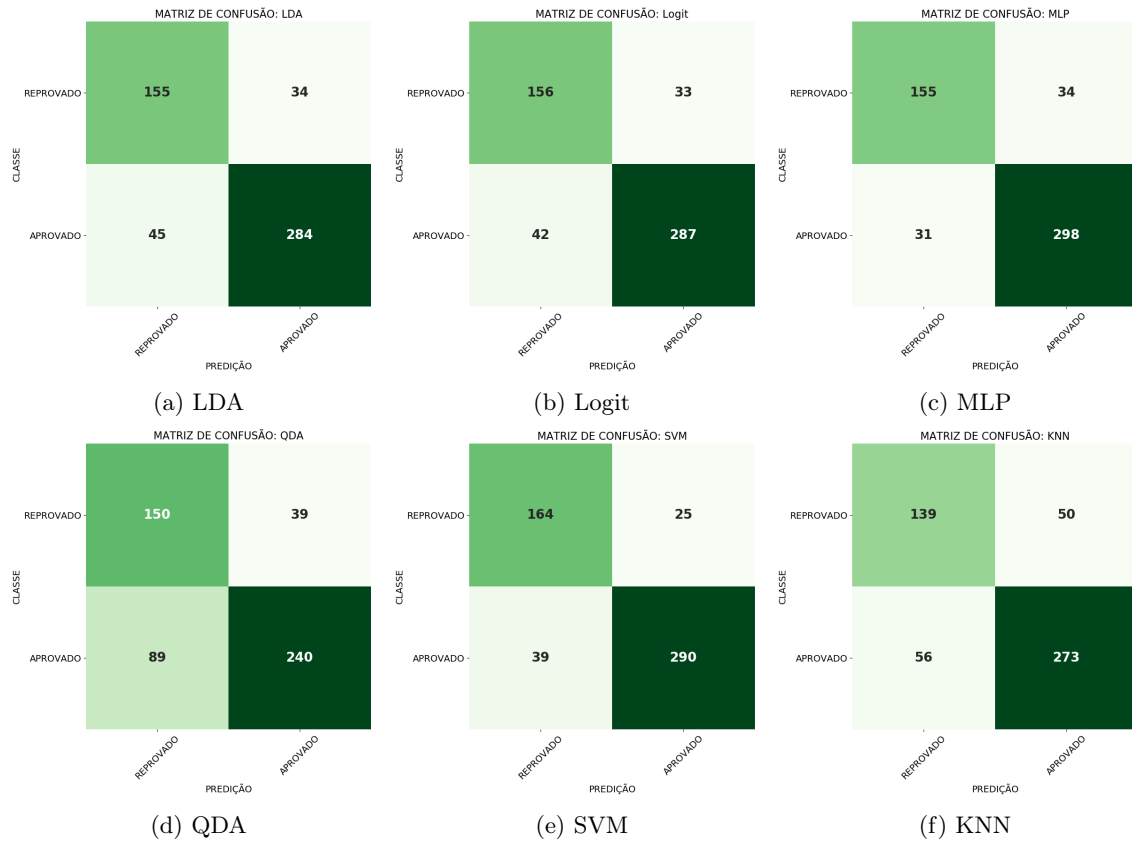 MATRIZ DE CONFUSÃO: LDA
REPROVADO
155
34
CLASSE
APROVADO
45
284
REPROVADO
APROVADO
PREDIÇÃO
(a) LDA
MATRIZ DE CONFUSÃO: Logit
REPROVADO
156
33
CLASSE
APROVADO
42
287
REPROVADO
APROVADO
PREDIÇÃO
(b) Logit
MATRIZ DE CONFUSÃO: MLP
REPROVADO
155
34
CLASSE
APROVADO
31
298
REPROVADO
APROVADO
PREDIÇÃO
(c) MLP
MATRIZ DE CONFUSÃO: QDA
REPROVADO
150
39
CLASSE
APROVADO
89
240
REPROVADO
APROVADO
PREDIÇÃO
(d) QDA
MATRIZ DE CONFUSÃO: SVM
REPROVADO
164
25
CLASSE
APROVADO
39
290
REPROVADO
APROVADO
PREDIÇÃO
(e) SVM
MATRIZ DE CONFUSÃO: KNN
REPROVADO
139
50
CLASSE
APROVADO
56
273
REPROVADO
APROVADO
PREDIÇÃO
(f) KNN